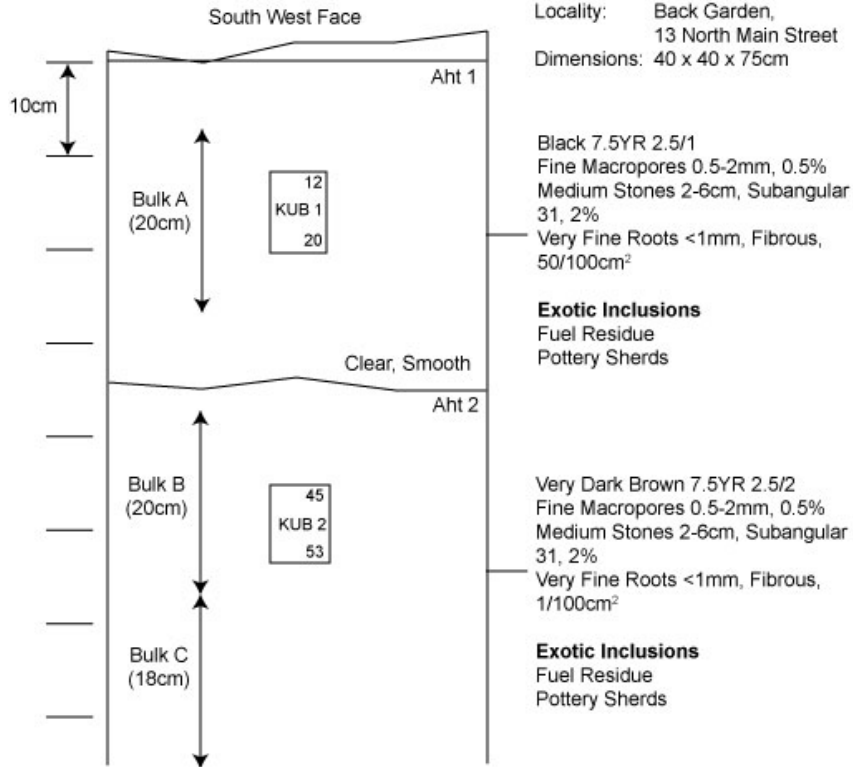 South West Face
Locality: Back Garden,
13 North Main Street
Dimensions: 40 x 40 x 75cm
Aht 1
10cm
Bulk A
(20cm)
12
KUB 1
20
Black 7.5YR 2.5/1
Fine Macropores 0.5-2mm, 0.5%
Medium Stones 2-6cm, Subangular
31, 2%
Very Fine Roots <1mm, Fibrous,
50/100cm²
Exotic Inclusions
Fuel Residue
Pottery Sherds
Clear, Smooth
Aht 2
Bulk B
(20cm)
45
KUB 2
53
Very Dark Brown 7.5YR 2.5/2
Fine Macropores 0.5-2mm, 0.5%
Medium Stones 2-6cm, Subangular
31, 2%
Very Fine Roots <1mm, Fibrous,
1/100cm²
Exotic Inclusions
Fuel Residue
Pottery Sherds
Bulk C
(18cm)